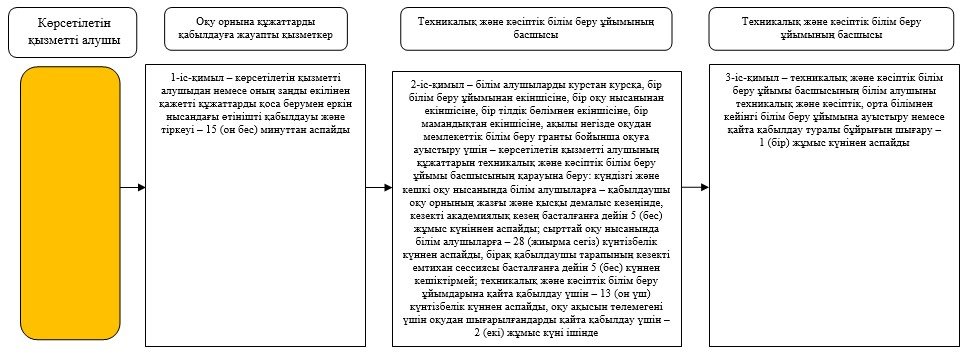 Көрсетілетін
қызметті алушы
Оқу орнына құжаттарды
қабылдауға жауапты қызметкер
Техникалық және кәсіптік білім беру ұйымының
басшысы
Техникалық және кәсіптік білім беру
ұйымының басшысы
1-іс-қимыл – көрсетілетін қызметті
алушыдан немесе оның заңды екілінен
қажетті құжаттарды қоса берумен еркін
нысандағы өтінішті қабылдауы және
тіркеуі – 15 (он бес) минуттан аспайды
2-іс-қимыл – білім алушыларды курстан курсқа, бір
білім беру ұйымынан екіншісіне, бір оқу нысанынан
екіншісіне, бір тілдік бөлімнен екіншісіне, бір
мамандықтан екіншісіне, ақылы негізде оқудан
мемлекеттік білім беру гранты бойынша оқуға
ауыстыру үшін – көрсетілетін қызметті алушының
құжаттарын техникалық және кәсіптік білім беру
ұйымы басшысының қарауына беру: күндізгі және
кешкі оқу нысанында білім алушыларға – қабылдаушы
оқу орнының жазғы және қысқы демалыс кезеңінде,
кезекті академиялық кезең басталғанға дейін 5 (бес)
жұмыс күніннен аспайды; сырттай оқу нысанында
білім алушыларға – 28 (жиырма сегіз) күнтізбелік
күннен аспайды, бірақ қабылдаушы тарапының кезекті
емтихан сессиясы басталғанға дейін 5 (бес) күннен
кешіктірмей; техникалық және кәсіптік білім беру
ұйымдарына қайта қабылдау үшін – 13 (он үш)
күнтізбелік күннен аспайды, оқу ақысын төлемегені
үшін оқудан шығарылғандарды қайта қабылдау үшін –
2 (екі) жұмыс күні ішінде
3-іс-қимыл – техникалық және кәсіптік білім
беру ұйымы басшысының білім алушыны
техникалық және кәсіптік, орта білімнен
кейінгі білім беру ұйымына ауыстыру немесе
қайта қабылдау туралы бұйрығын шығару –
1 (бір) жұмыс күнінен аспайды